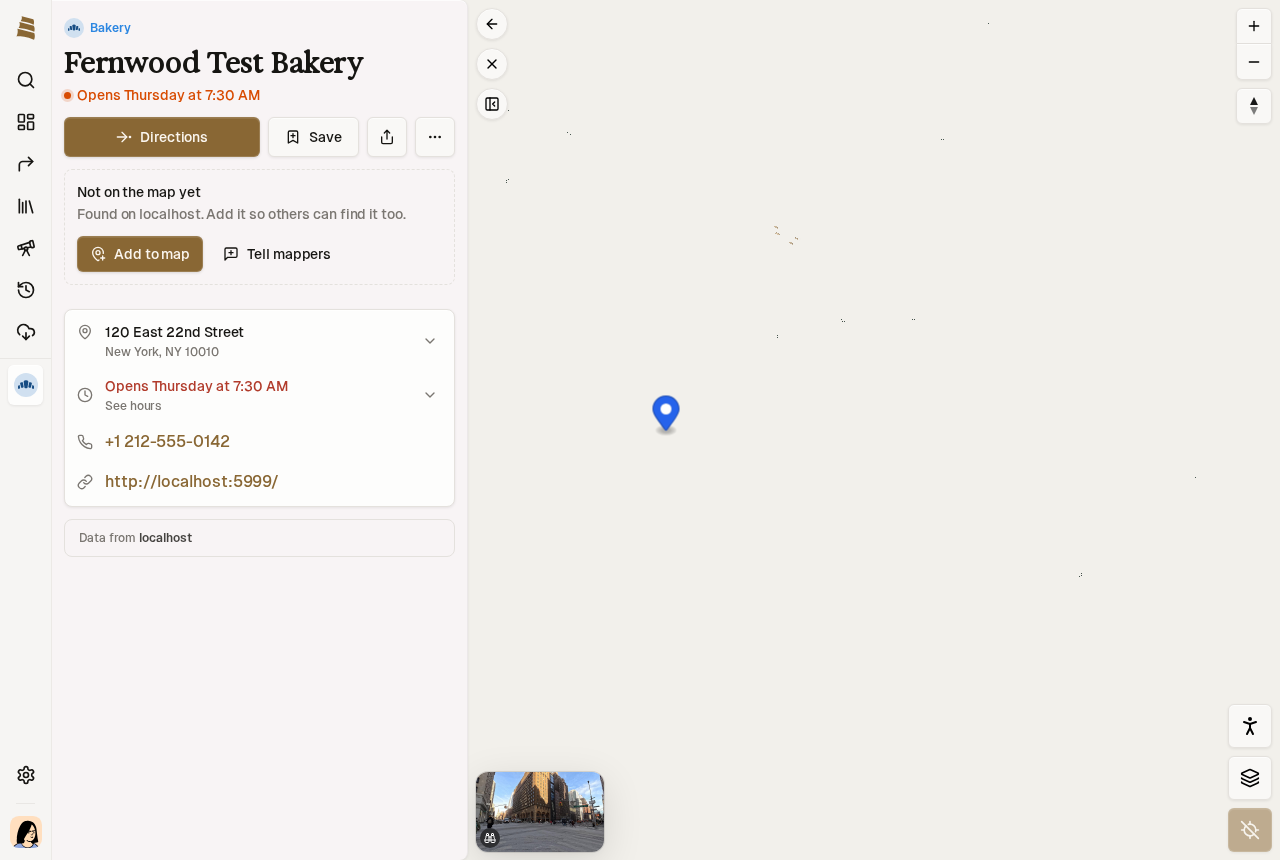 Bakery
Fernwood Test Bakery
Opens Thursday at 7:30 AM
Directions
Save
Not on the map yet
Found on localhost. Add it so others can find it too.
Add to map
Tell mappers
120 East 22nd Street
New York, NY 10010
Opens Thursday at 7:30 AM
See hours
+1 212-555-0142
http://localhost:5999/
Data from localhost